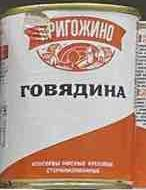 ПРИГОЖИНО
ГОВЯДИНА
КОНСЕРВЫ МЯСНЫЕ КУСКОВЫЕ
СТЕРИЛИЗОВАННЫЕ